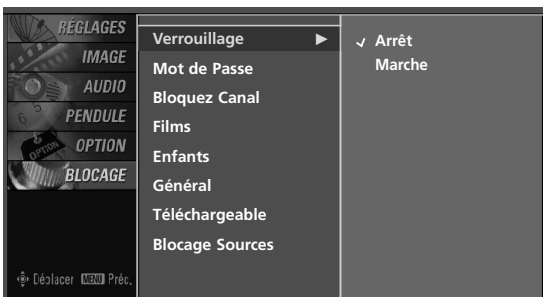 RÉGLAGES
IMAGE
AUDIO
PENDULE
OPTION
BLOCAGE
Déplacer MENU Préc.
Verrouillage
Mot de Passe
Bloquez Canal
Films
Enfants
Général
Téléchargeable
Blocage Sources
Arrêt
Marche